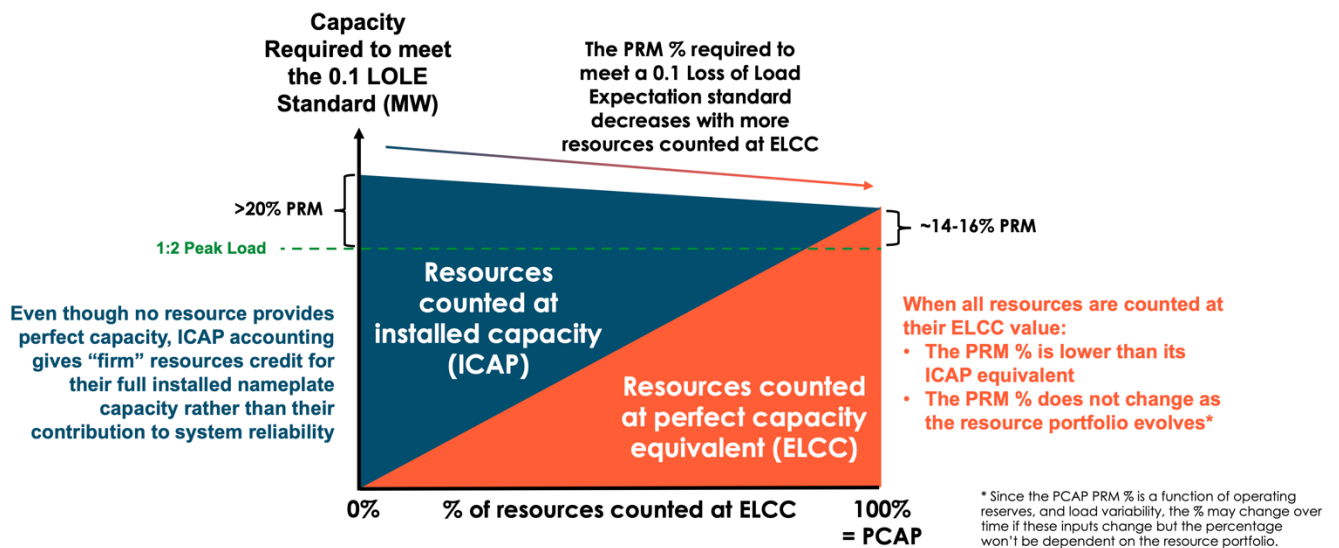 Capacity
Required to meet
the 0.1 LOLE
Standard (MW)
The PRM % required to
meet a 0.1 Loss of Load
Expectation standard
decreases with more
resources counted at ELCC
>20% PRM
~14-16% PRM
1:2 Peak Load
Even though no resource provides
perfect capacity, ICAP accounting
gives “firm” resources credit for
their full installed nameplate
capacity rather than their
contribution to system reliability
Resources
counted at
installed capacity
(ICAP)
Resources counted
at perfect capacity
equivalent (ELCC)
When all resources are counted at
their ELCC value:
• The PRM % is lower than its
ICAP equivalent
• The PRM % does not change as
the resource portfolio evolves*
0%
% of resources counted at ELCC
100%
= PCAP
* Since the PCAP PRM % is a function of operating
reserves, and load variability, the % may change over
time if these inputs change but the percentage
won’t be dependent on the resource portfolio.